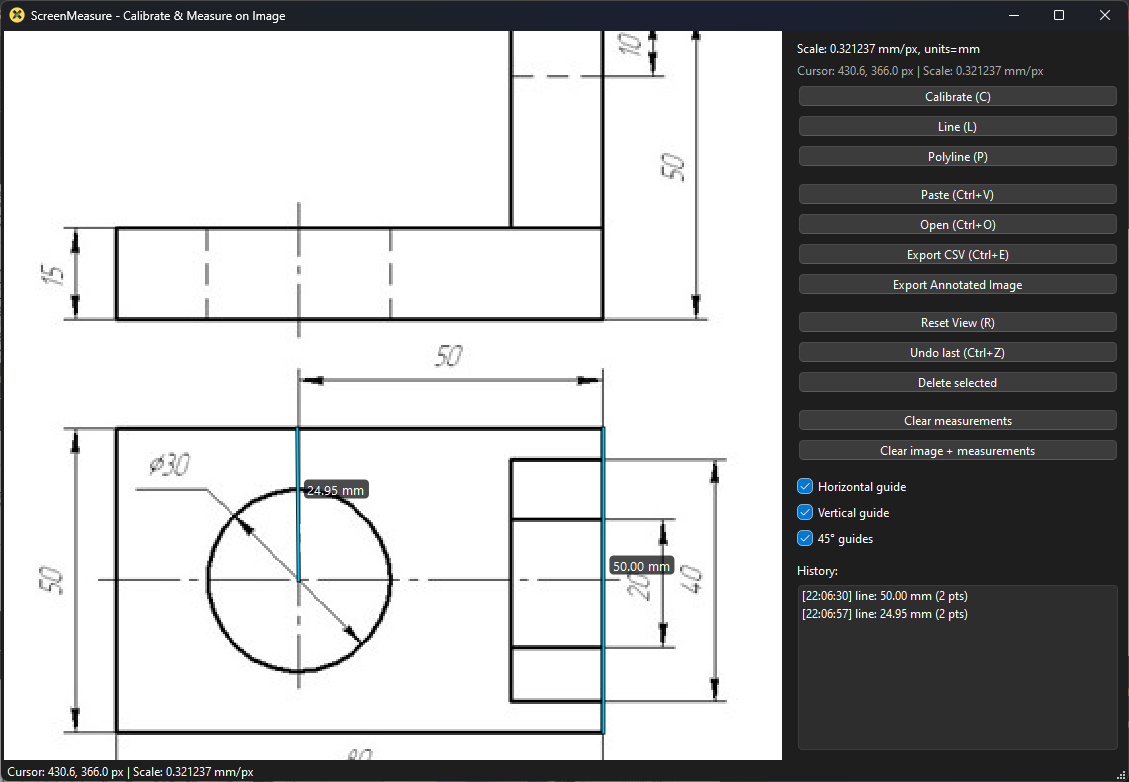 ScreenMeasure - Calibrate & Measure on Image
10
50
15
50
⌀30
24.95 mm
50
50.00 mm
20
40
80
Scale: 0.321237 mm/px, units=mm
Cursor: 430.6, 366.0 px | Scale: 0.321237 mm/px
Calibrate (C)
Line (L)
Polyline (P)
Paste (Ctrl+V)
Open (Ctrl+O)
Export CSV (Ctrl+E)
Export Annotated Image
Reset View (R)
Undo last (Ctrl+Z)
Delete selected
Clear measurements
Clear image + measurements
Horizontal guide
Vertical guide
45° guides
History:
[22:06:30] line: 50.00 mm (2 pts)
[22:06:57] line: 24.95 mm (2 pts)
Cursor: 430.6, 366.0 px | Scale: 0.321237 mm/px